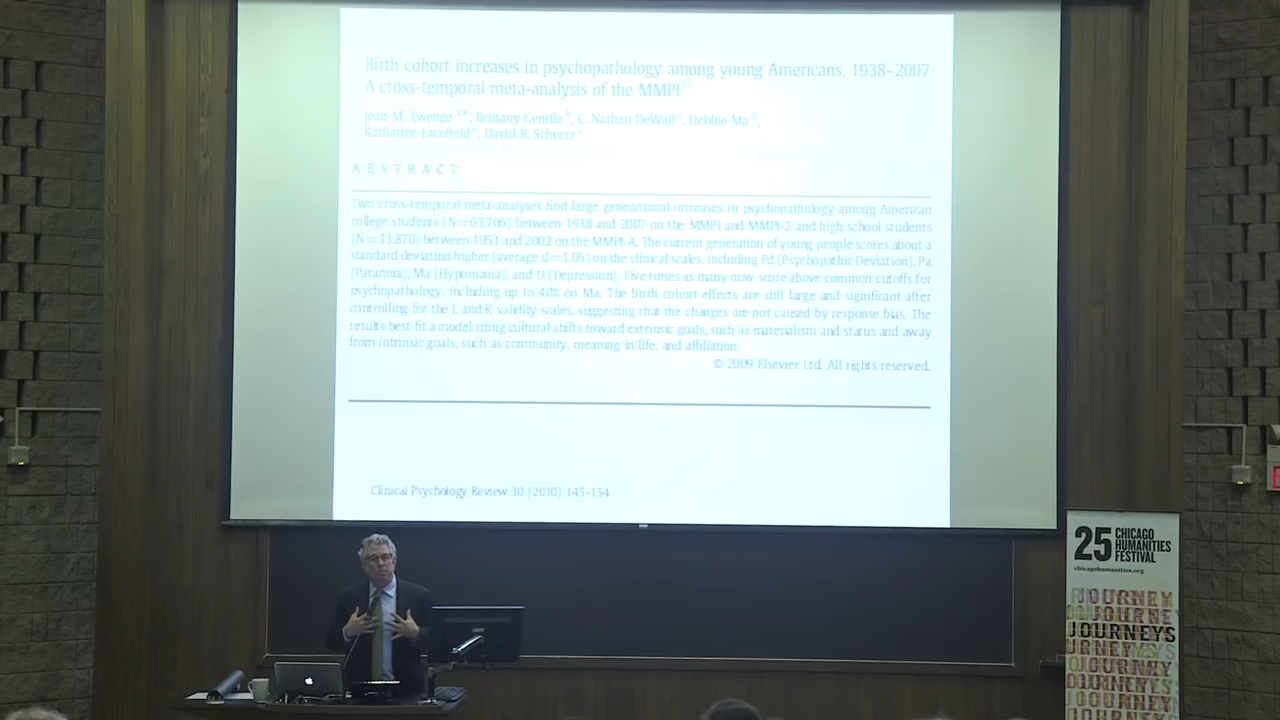 Birth cohort increases in psychopathology among young Americans, 1938–2007:
A cross-temporal meta-analysis of the MMPI
Jean M. Twenge a,*, Brittany Gentile b, C. Nathan DeWall c, Debbie Ma d,
Katharine Lacefield e, David R. Schurtz c
ABSTRACT
Two cross-temporal meta-analyses find large generational increases in psychopathology among American
college students (N = 63,706) between 1938 and 2007 on the MMPI and MMPI-2 and high school students
(N = 13,870) between 1951 and 2002 on the MMPI-A. The current generation of young people scores about a
standard deviation higher (average d = 1.05) on the clinical scales, including Pd (Psychopathic Deviation), Pa
(Paranoia), Ma (Hypomania), and D (Depression). Five times as many now score above common cutoffs for
psychopathology, including up to 40% on Ma. The birth cohort effects are still large and significant after
controlling for the L and K validity scales, suggesting that the changes are not caused by response bias. The
results best fit a model citing cultural shifts toward extrinsic goals, such as materialism and status and away
from intrinsic goals, such as community, meaning in life, and affiliation.
© 2009 Elsevier Ltd. All rights reserved.
Clinical Psychology Review 30 (2010) 145–154
25 CHICAGO
HUMANITIES
FESTIVAL
chicagohumanities.org
JOURNEYS